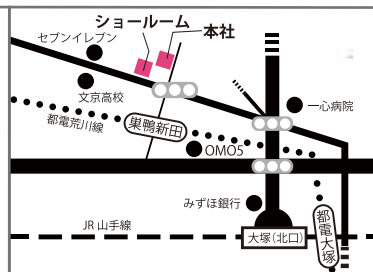 ショールーム
本社
セブンイレブン
文京高校
一心病院
都電荒川線
巣鴨新田
OMO5
みずほ銀行
都電大塚
大塚(北口)
JR 山手線